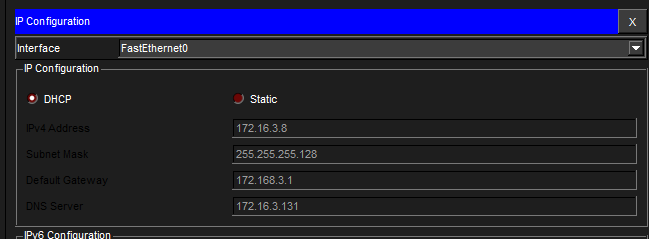 IP Configuration X
Interface FastEthernet0
IP Configuration
DHCP Static
IPv4 Address 172.16.3.8
Subnet Mask 255.255.255.128
Default Gateway 172.168.3.1
DNS Server 172.16.3.131
IPv6 Configuration